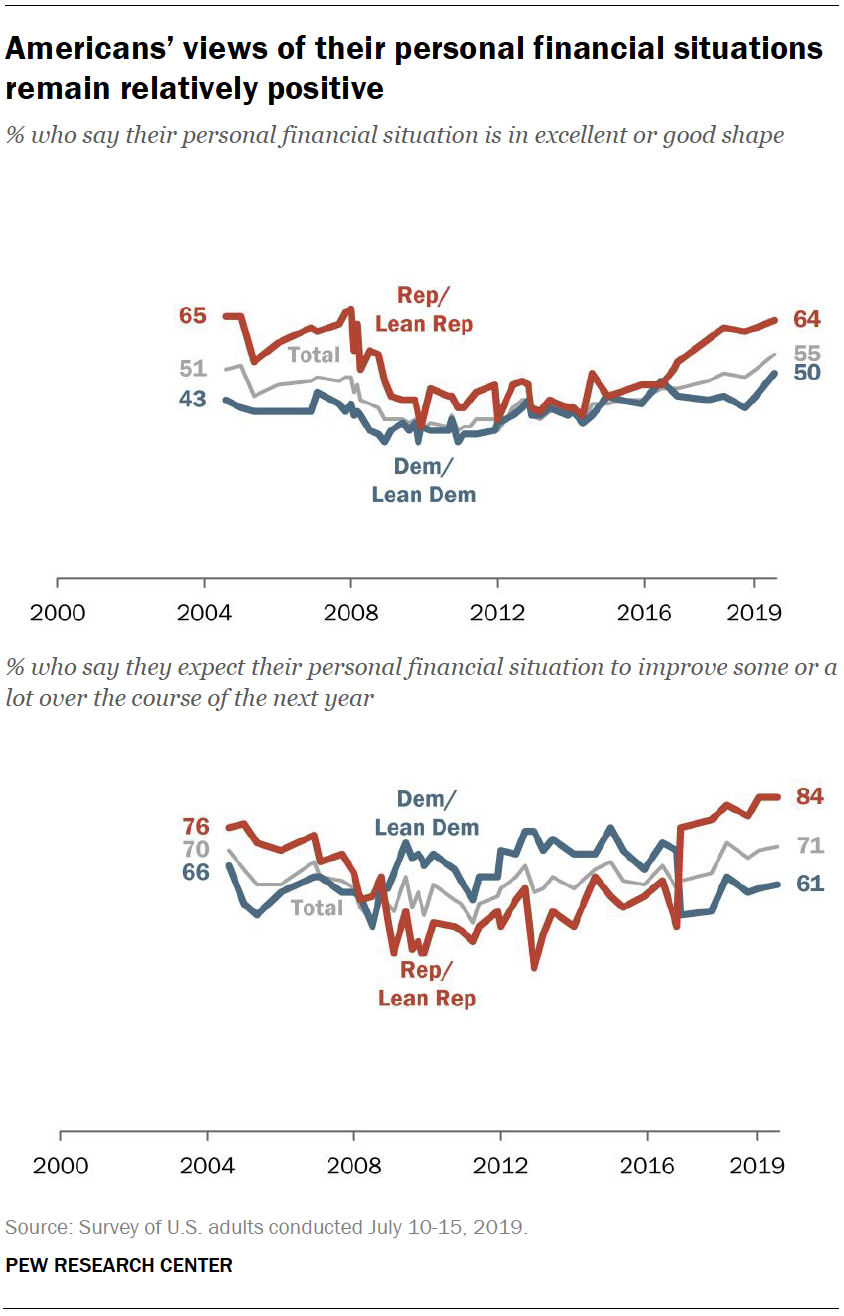 Americans' views of their personal financial situations
remain relatively positive
% who say their personal financial situation is in excellent or good shape
Rep/
Lean Rep
65
64
Total
55
51
50
43
Dem/
Lean Dem
2000 2004 2008 2012 2016 2019
% who say they expect their personal financial situation to improve some or a
lot over the course of the next year
Dem/
Lean Dem
84
76
70
71
66
61
Total
Rep/
Lean Rep
2000 2004 2008 2012 2016 2019
Source: Survey of U.S. adults conducted July 10-15, 2019.
PEW RESEARCH CENTER